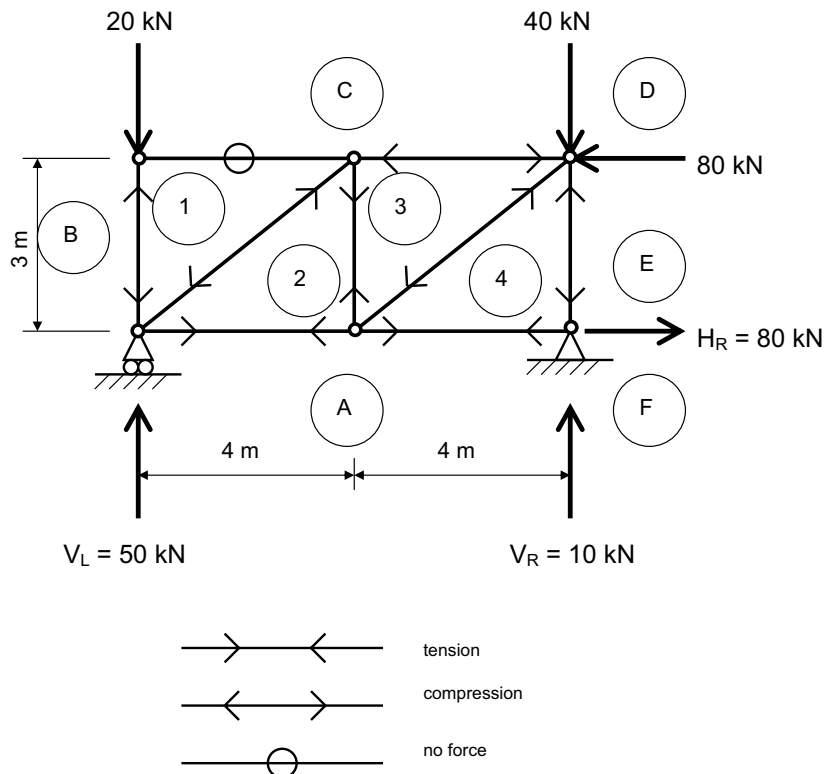 20 kN
40 kN
C
D
80 kN
1
3
B
3 m
2
4
E
H_R = 80 kN
A
F
4 m
4 m
V_L = 50 kN
V_R = 10 kN
tension
compression
no force